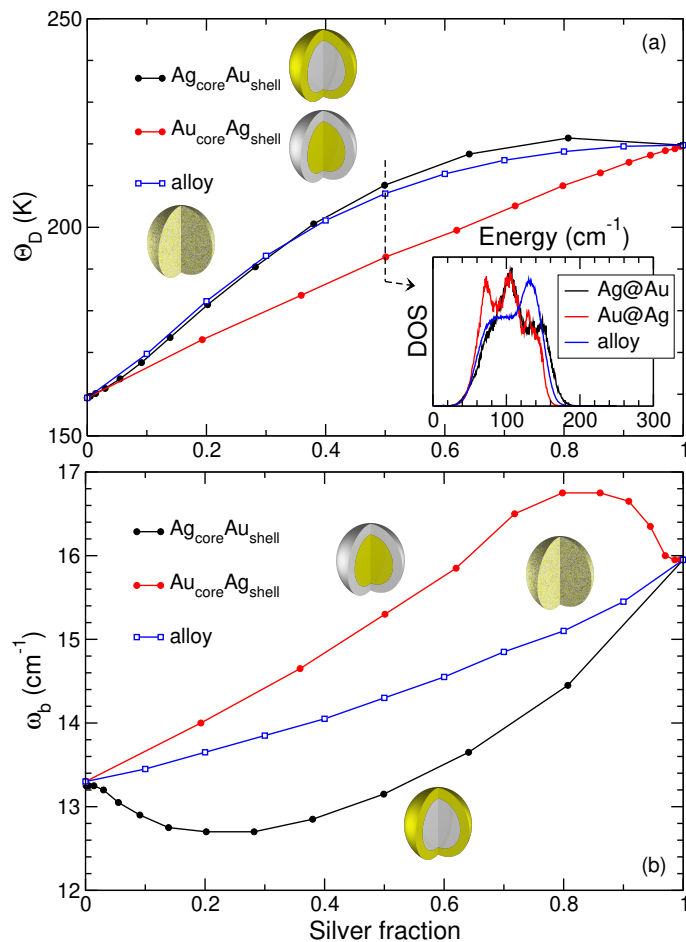 250
(a)
Ag_core Au_shell
Au_core Ag_shell
alloy
Θ_D (K)
200
150
Energy (cm^-1)
DOS
Ag@Au
Au@Ag
alloy
0 100 200 300
0 0.2 0.4 0.6 0.8 1
17
Ag_core Au_shell
Au_core Ag_shell
alloy
16
15
ω_b (cm^-1)
14
13
12
(b)
0 0.2 0.4 0.6 0.8 1
Silver fraction